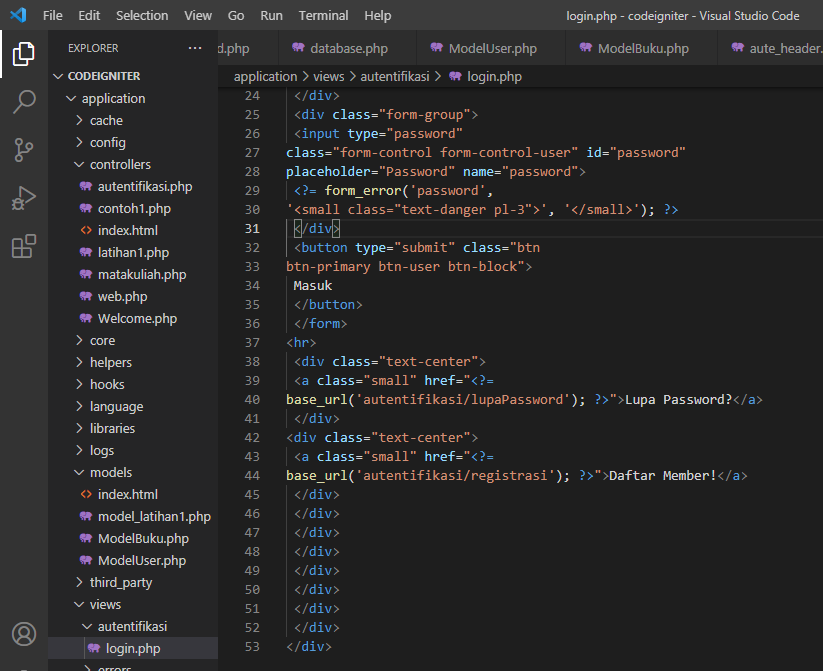 File Edit Selection View Go Run Terminal Help login.php - codeigniter - Visual Studio Code
EXPLORER ...
d.php database.php ModelUser.php ModelBuku.php aute_header.
application > views > autentifikasi > login.php
CODEIGNITER
application
cache
config
controllers
autentifikasi.php
contoh1.php
index.html
latihan1.php
matakuliah.php
web.php
Welcome.php
core
helpers
hooks
language
libraries
logs
models
index.html
model_latihan1.php
ModelBuku.php
ModelUser.php
third_party
views
autentifikasi
login.php
errors
24 </div>
25 <div class="form-group">
26 <input type="password"
27 class="form-control form-control-user" id="password"
28 placeholder="Password" name="password">
29 <?= form_error('password',
30 '<small class="text-danger pl-3">', '</small>'); ?>
31 </div>
32 <button type="submit" class="btn
33 btn-primary btn-user btn-block">
34 Masuk
35 </button>
36 </form>
37 <hr>
38 <div class="text-center">
39 <a class="small" href="<?=
40 base_url('autentifikasi/lupaPassword'); ?>">Lupa Password?</a>
41 </div>
42 <div class="text-center">
43 <a class="small" href="<?=
44 base_url('autentifikasi/registrasi'); ?>">Daftar Member!</a>
45 </div>
46 </div>
47 </div>
48 </div>
49 </div>
50 </div>
51 </div>
52 </div>
53 </div>